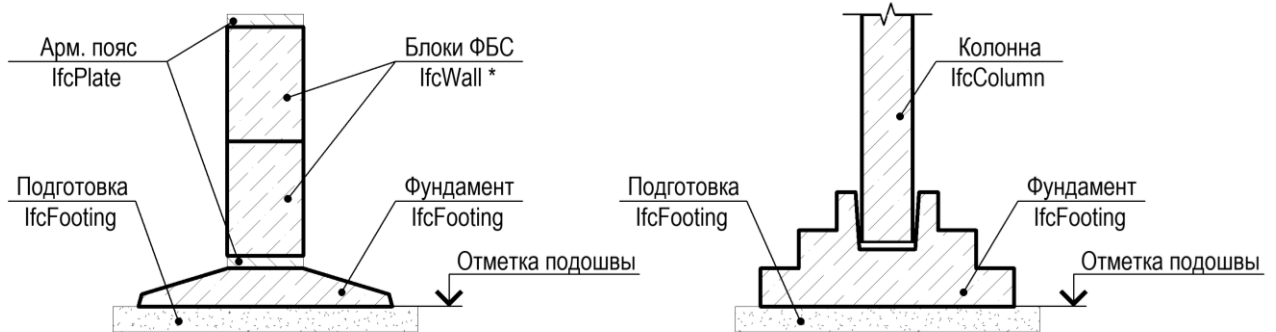 Арм. пояс
IfcPlate
Блоки ФБС
IfcWall *
Подготовка
IfcFooting
Фундамент
IfcFooting
Отметка подошвы
Колонна
IfcColumn
Подготовка
IfcFooting
Фундамент
IfcFooting
Отметка подошвы